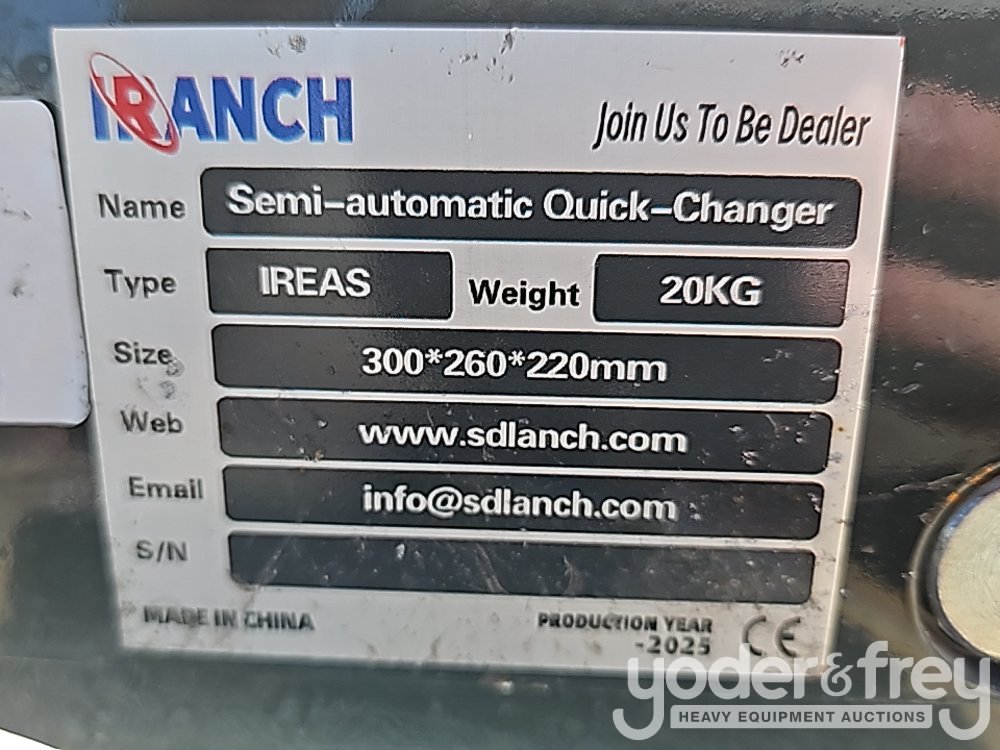 IRANCH
Join Us To Be Dealer
Name Semi-automatic Quick-Changer
Type IREAS Weight 20KG
Size 300*260*220mm
Web www.sdlanch.com
Email info@sdlanch.com
S/N
MADE IN CHINA PRODUCTION YEAR CE
-2025
yoder&frey
HEAVY EQUIPMENT AUCTIONS